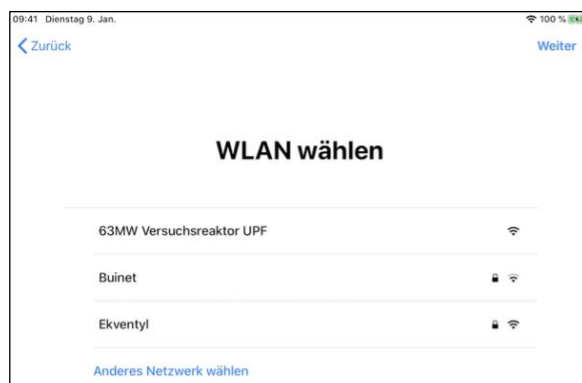 09:41 Dienstag 9. Jan. 100 %
Zurück Weiter
WLAN wählen
63MW Versuchsreaktor UPF
Buinet
Ekventyl
Anderes Netzwerk wählen